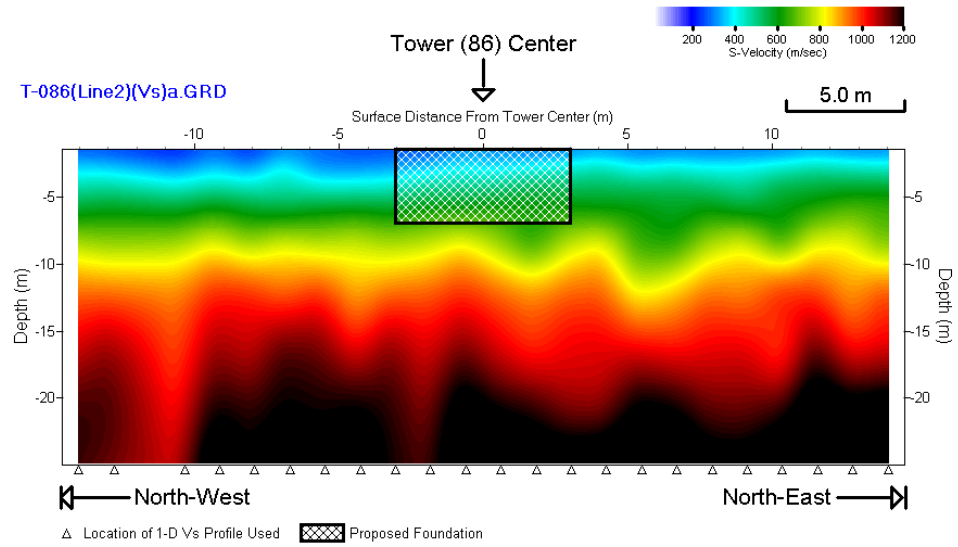 Tower (86) Center
200 400 600 800 1000 1200
S-Velocity (m/sec)
T-086(Line2)(Vs)a.GRD
5.0 m
Surface Distance From Tower Center (m)
-10 -5 0 5 10
-5 -5
-10 -10
-15 -15
-20 -20
Depth (m)
Depth (m)
North-West North-East
Location of 1-D Vs Profile Used Proposed Foundation